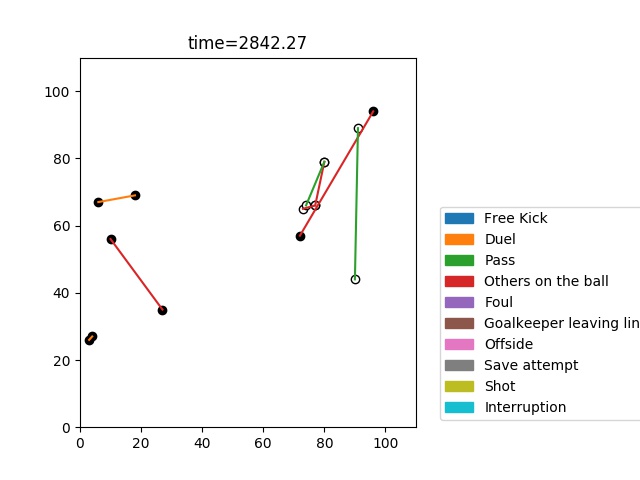 time=2842.27
100
80
60
40
20
0
0 20 40 60 80 100
Free Kick
Duel
Pass
Others on the ball
Foul
Goalkeeper leaving lin
Offside
Save attempt
Shot
Interruption